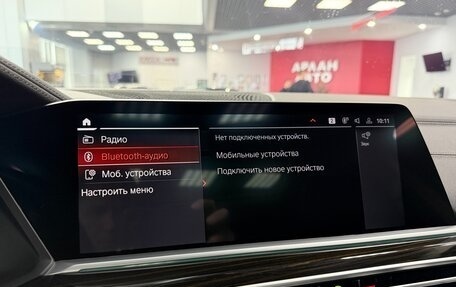 АРЛАН
АВТО
10:11
Радио
Bluetooth-аудио
Моб. устройства
Настроить меню
Нет подключенных устройств.
Мобильные устройства
Подключить новое устройство
Звук